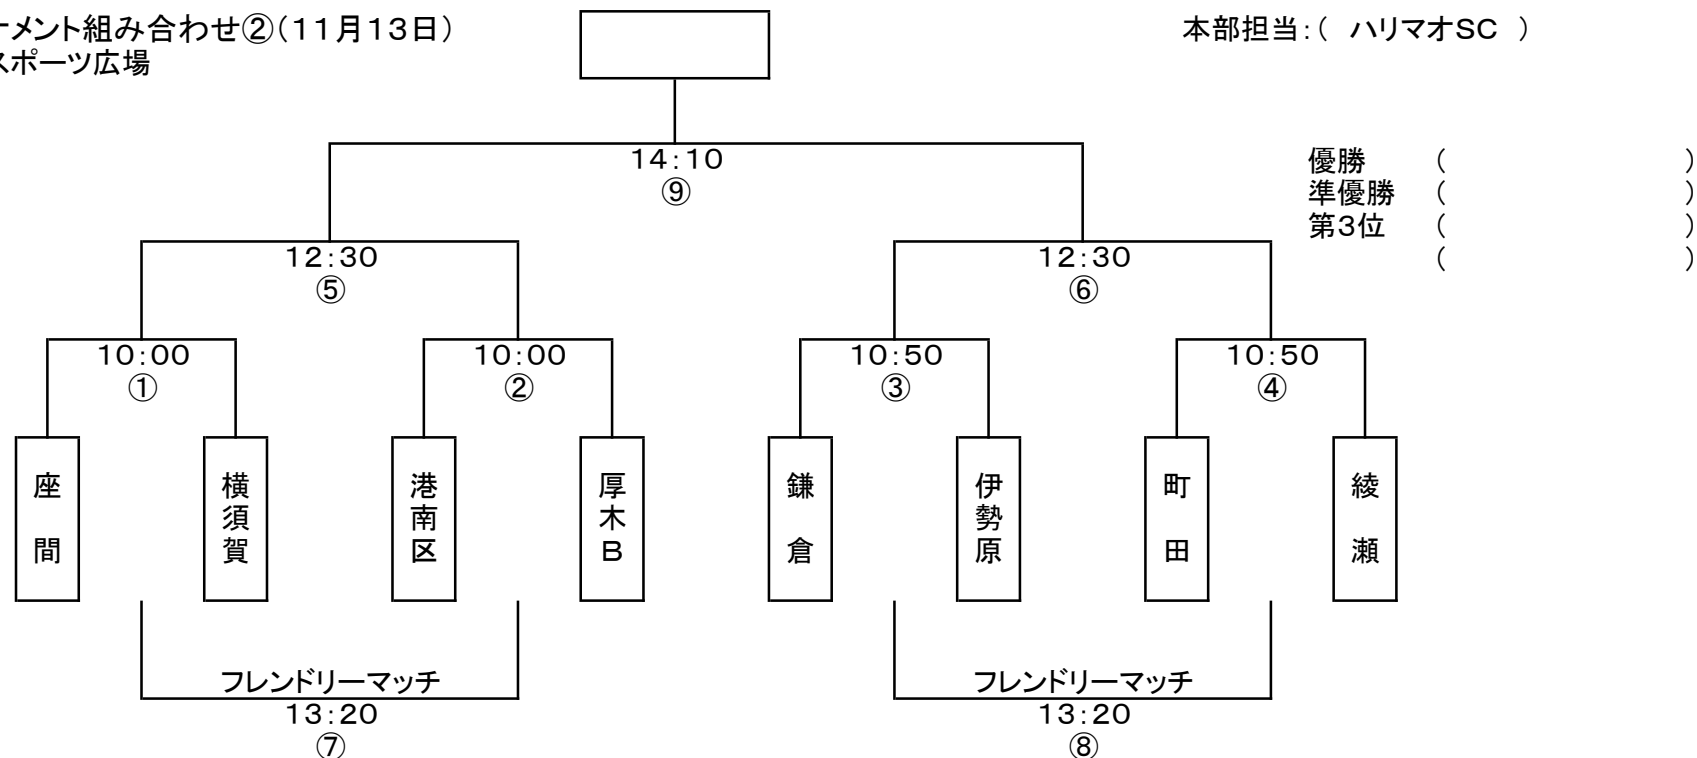 ナメント組み合わせ②(11月13日)
本部担当:( ハリマオSC )
スポーツ広場
14:10
⑨
優勝 ( )
準優勝 ( )
第3位 ( )
( )
12:30
⑤
12:30
⑥
10:00
①
10:00
②
10:50
③
10:50
④
座間
横須賀
港南区
厚木B
鎌倉
伊勢原
町田
綾瀬
フレンドリーマッチ
13:20
⑦
フレンドリーマッチ
13:20
⑧